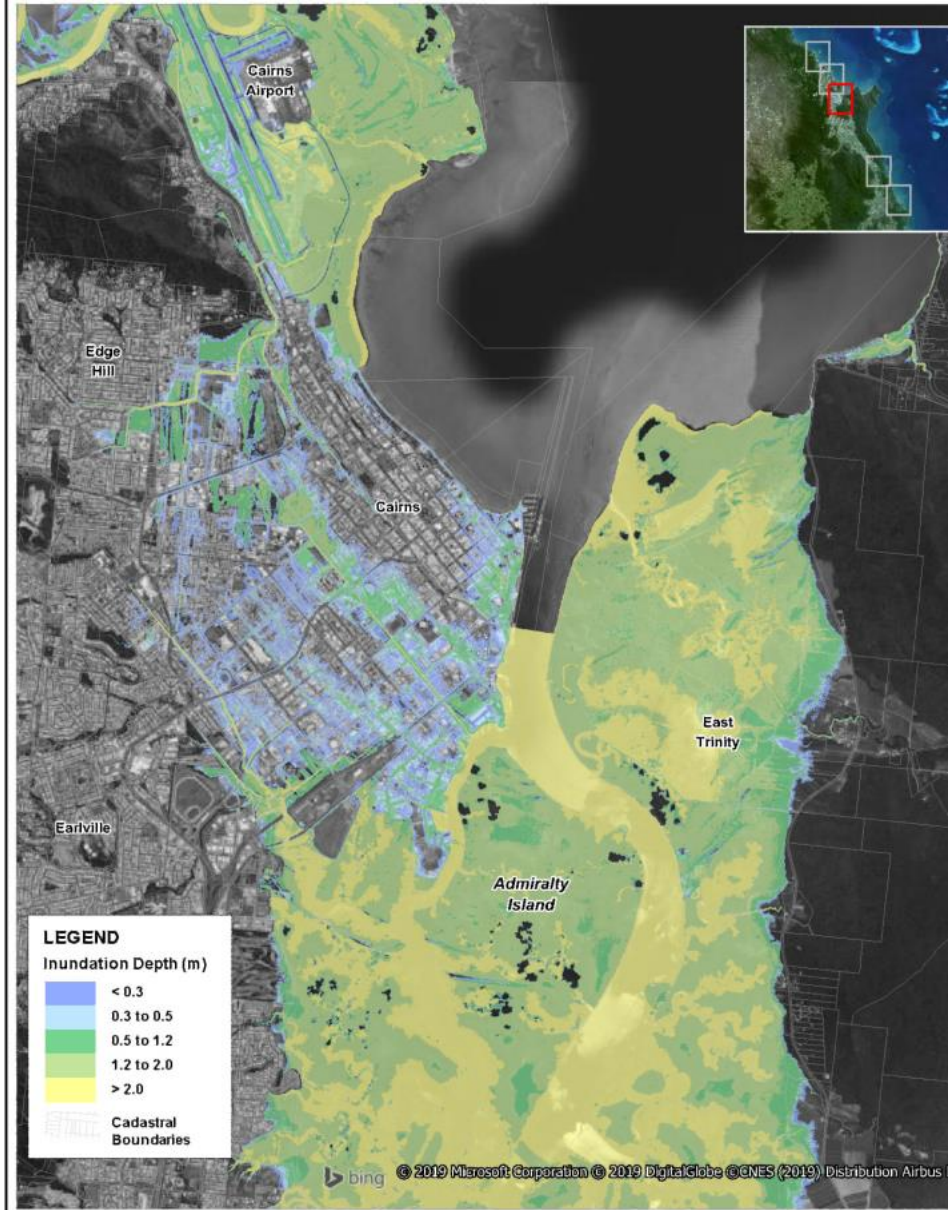 Cairns
Airport
Edge
Hill
Cairns
East
Trinity
Earlville
Admiralty
Island
LEGEND
Inundation Depth (m)
< 0.3
0.3 to 0.5
0.5 to 1.2
1.2 to 2.0
> 2.0
Cadastral
Boundaries
bing © 2019 Microsoft Corporation © 2019 DigitalGlobe ©CNES (2019) Distribution Airbus